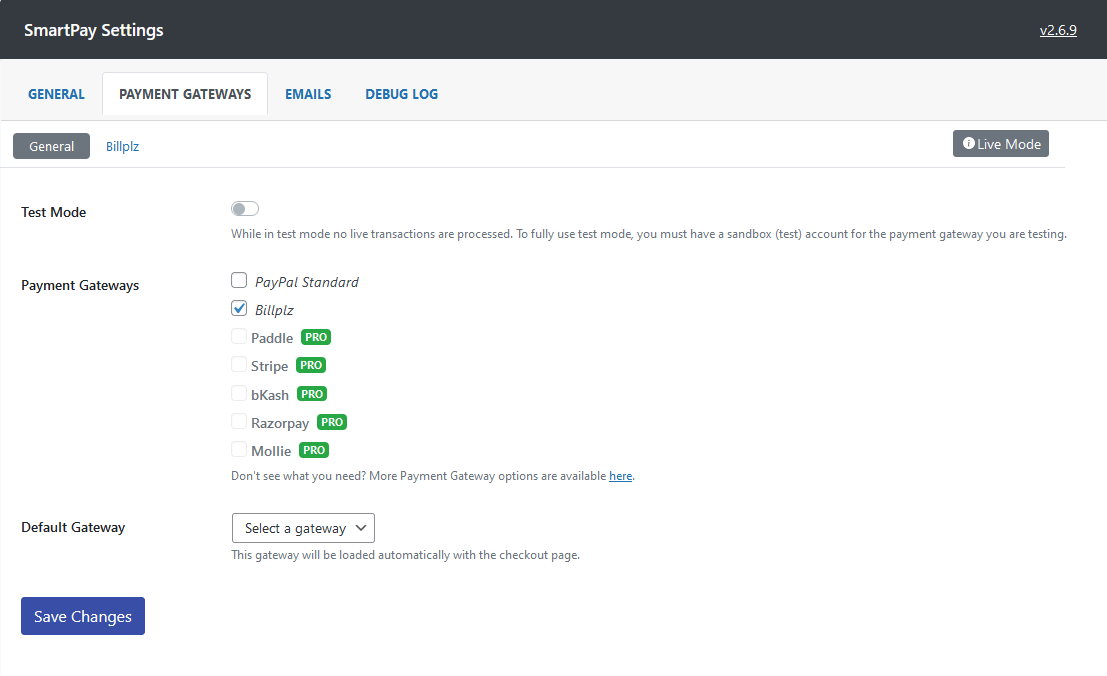 SmartPay Settings
v2.6.9
GENERAL
PAYMENT GATEWAYS
EMAILS
DEBUG LOG
General
Billplz
Live Mode
Test Mode
While in test mode no live transactions are processed. To fully use test mode, you must have a sandbox (test) account for the payment gateway you are testing.
Payment Gateways
PayPal Standard
Billplz
Paddle PRO
Stripe PRO
bKash PRO
Razorpay PRO
Mollie PRO
Don't see what you need? More Payment Gateway options are available here.
Default Gateway
Select a gateway
This gateway will be loaded automatically with the checkout page.
Save Changes